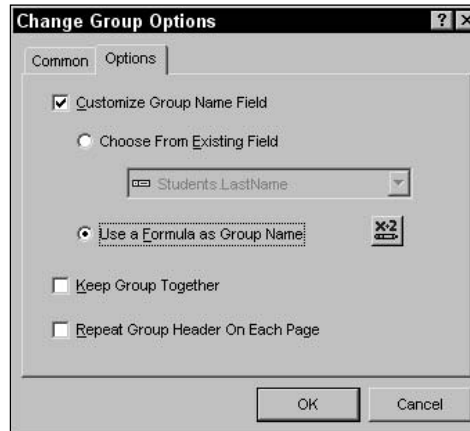 Change Group Options
Common Options
Customize Group Name Field
Choose From Existing Field
Students.LastName
Use a Formula as Group Name
X·2
Keep Group Together
Repeat Group Header On Each Page
OK Cancel